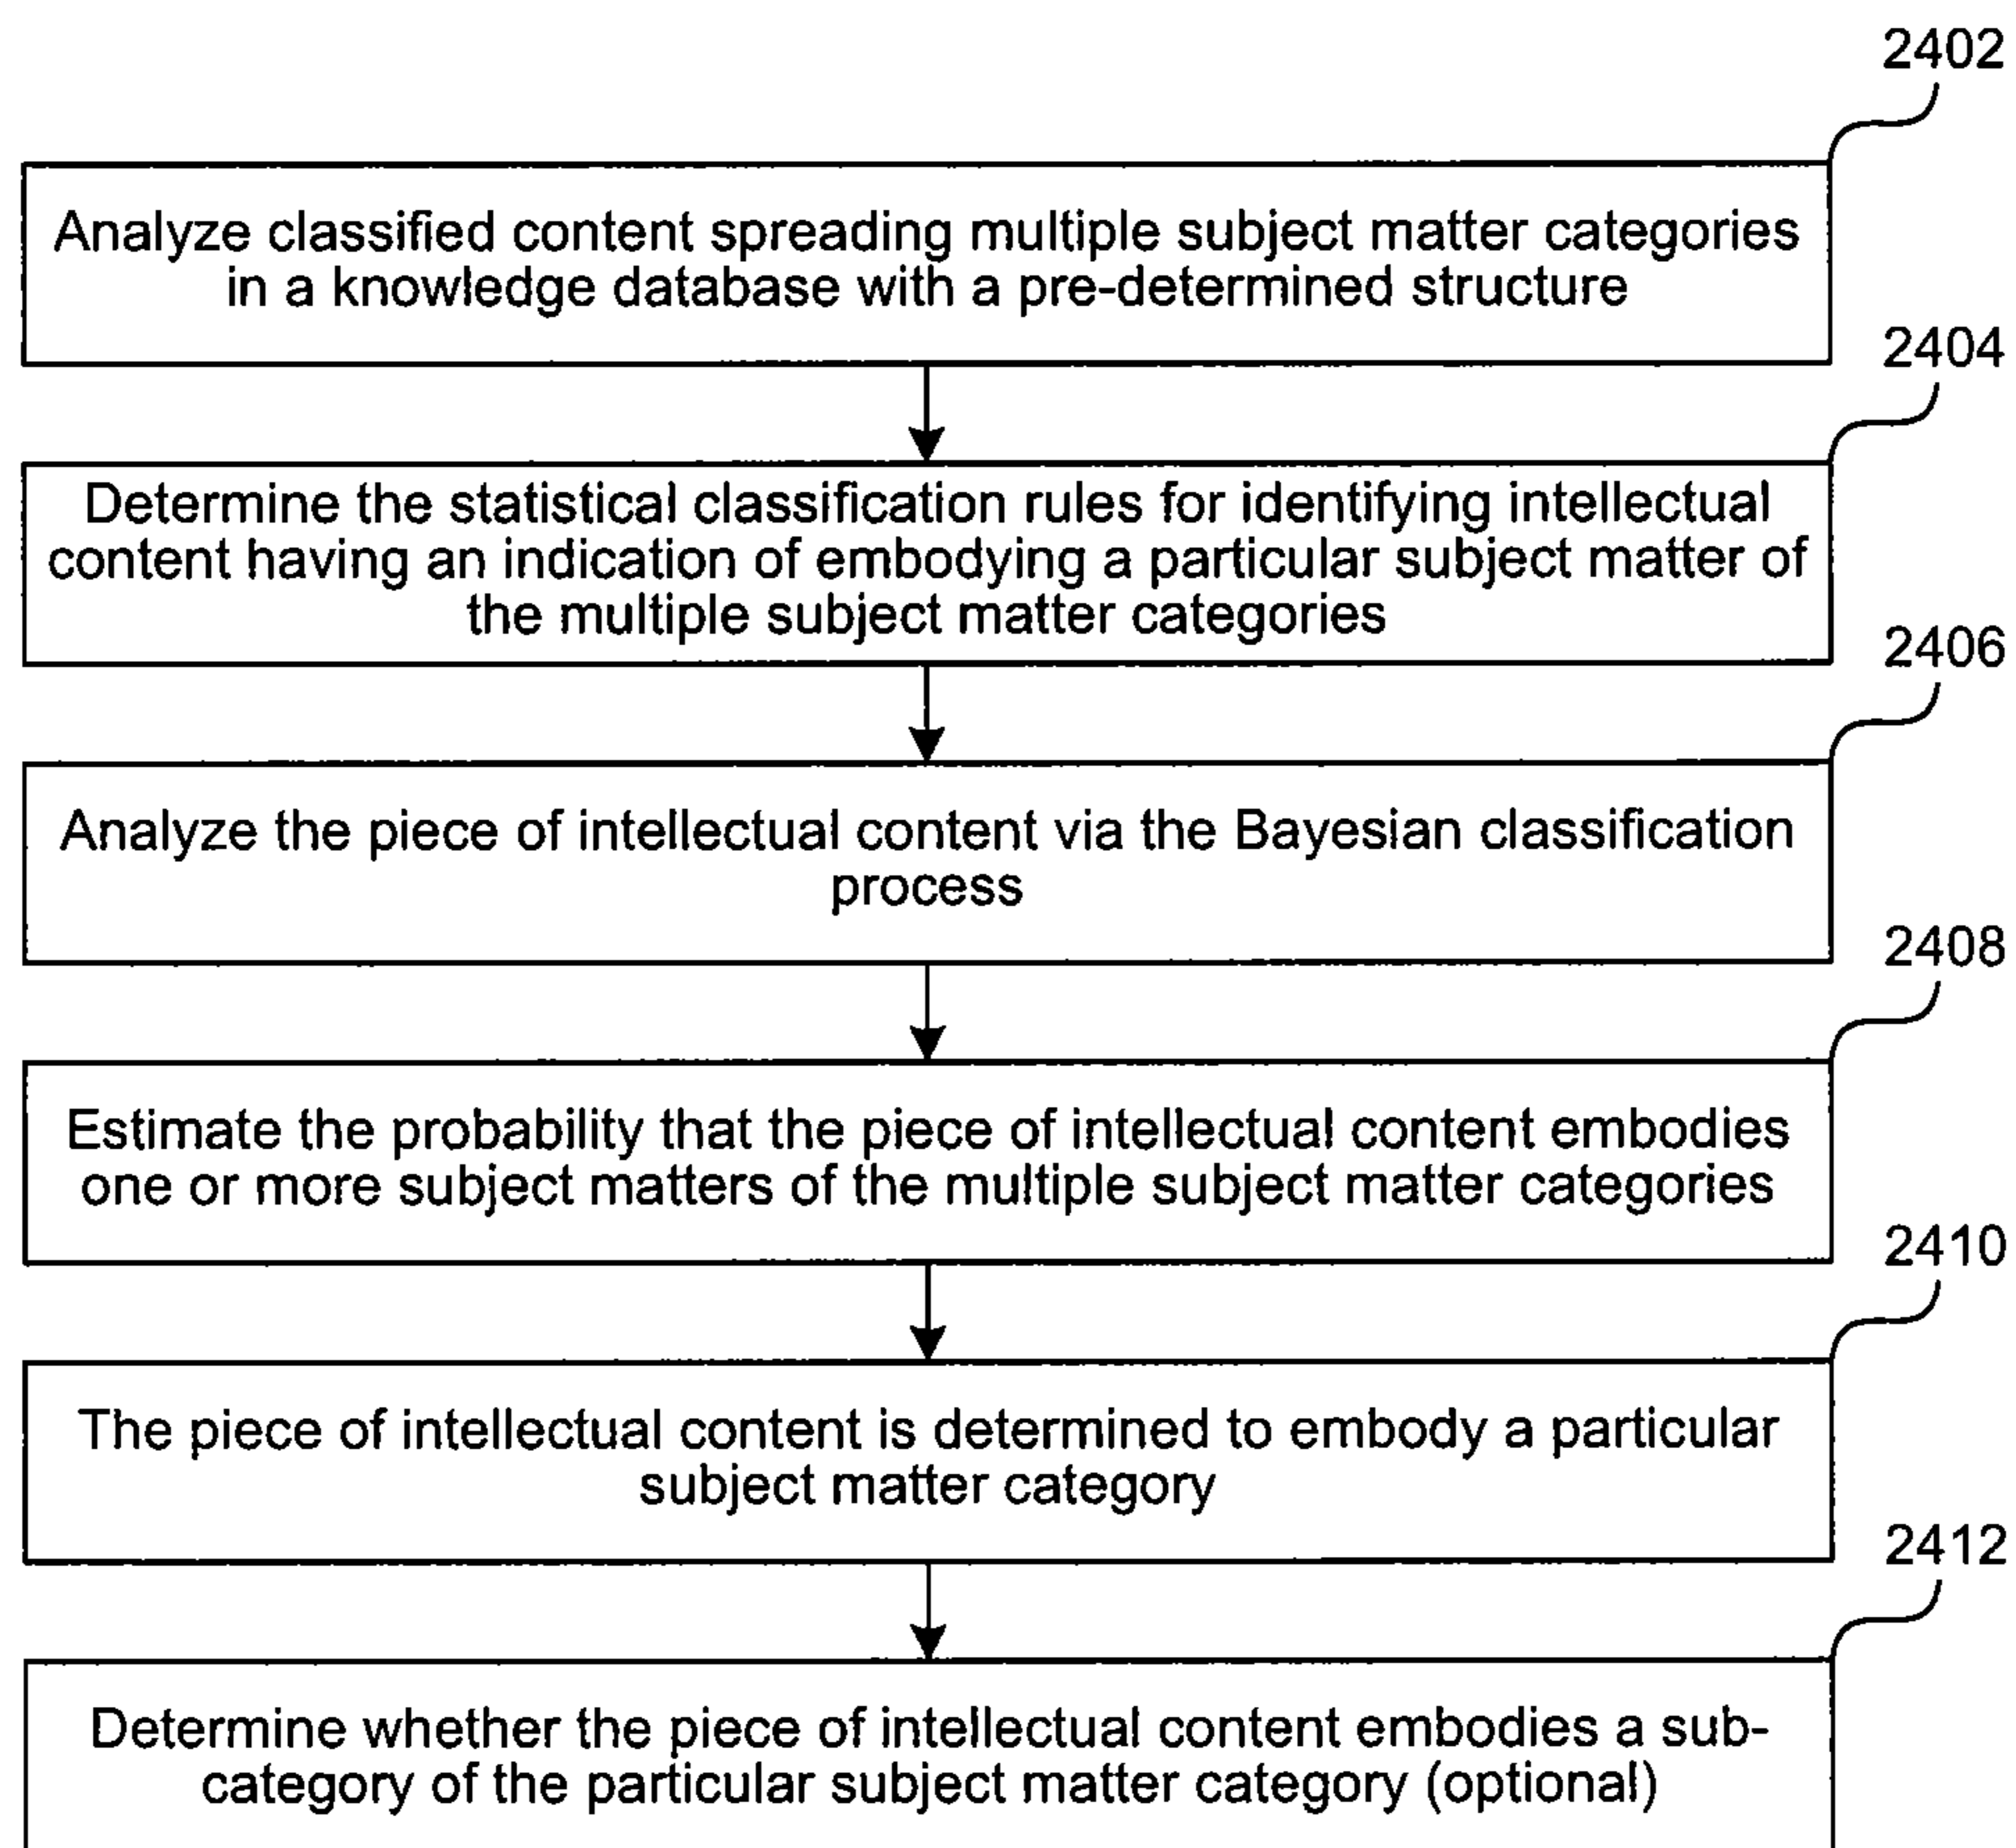 2402
Analyze classified content spreading multiple subject matter categories
in a knowledge database with a pre-determined structure
2404
Determine the statistical classification rules for identifying intellectual
content having an indication of embodying a particular subject matter of
the multiple subject matter categories
2406
Analyze the piece of intellectual content via the Bayesian classification
process
2408
Estimate the probability that the piece of intellectual content embodies
one or more subject matters of the multiple subject matter categories
2410
The piece of intellectual content is determined to embody a particular
subject matter category
2412
Determine whether the piece of intellectual content embodies a sub-
category of the particular subject matter category (optional)